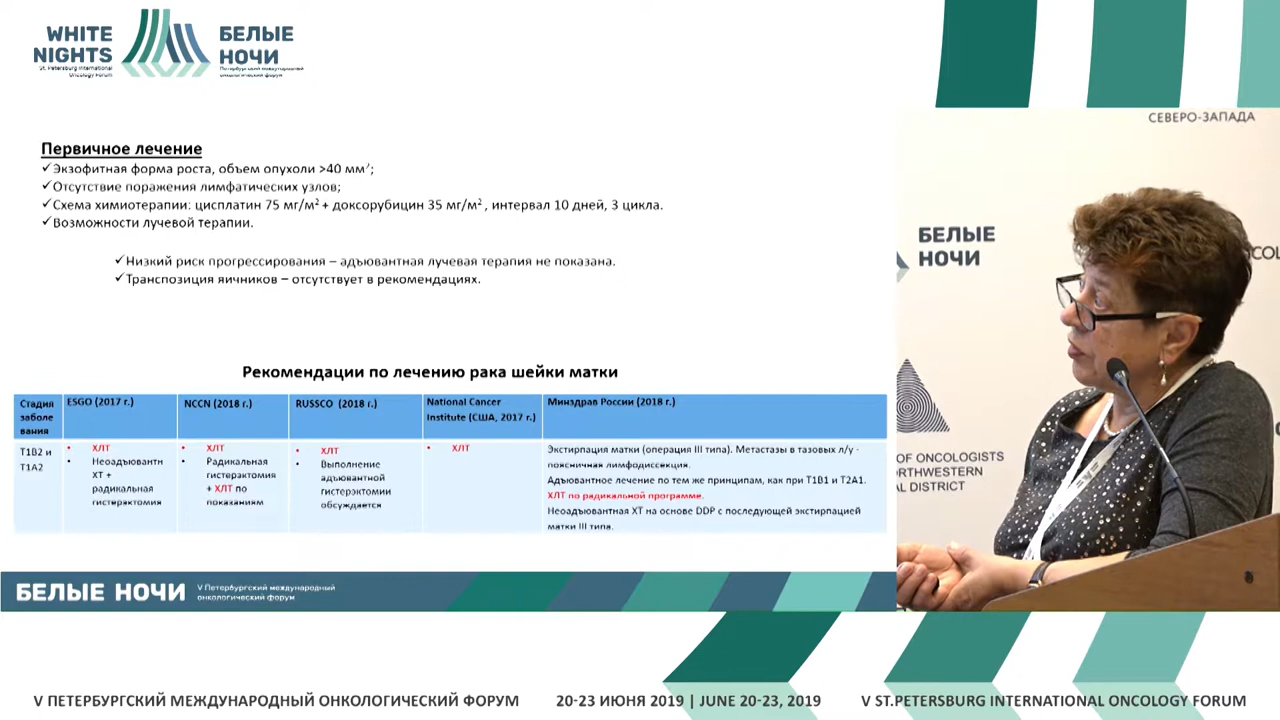 WHITE
NIGHTS
St. Petersburg International
Oncology Forum
БЕЛЫЕ
НОЧИ
Петербургский международный
онкологический форум
Первичное лечение
✓Экзофитная форма роста, объем опухоли >40 мм²;
✓Отсутствие поражения лимфатических узлов;
✓Схема химиотерапии: цисплатин 75 мг/м² + доксорубицин 35 мг/м² , интервал 10 дней, 3 цикла.
✓Возможности лучевой терапии.
✓Низкий риск прогрессирования – адъювантная лучевая терапия не показана.
✓Транспозиция яичников – отсутствует в рекомендациях.
Рекомендации по лечению рака шейки матки
Стадия
заболе
вания
ESGO (2017 г.)
NCCN (2018 г.)
RUSSCO (2018 г.)
National Cancer
Institute (США, 2017 г.)
Минздрав России (2018 г.)
T1B2 и
T1A2
• ХЛТ
• Неоадъювантн
ХТ +
радикальная
гистерэктомия
• ХЛТ
• Радикальная
гистерэктомия
+ ХЛТ по
показаниям
• ХЛТ
• Выполнение
адъювантной
гистерэктомии
обсуждается
• ХЛТ
Экстирпация матки (операция III типа). Метастазы в тазовых л/у -
поясничная лимфодиссекция.
Адъювантное лечение по тем же принципам, как при T1B1 и T2A1.
ХЛТ по радикальной программе.
Неоадъювантная ХТ на основе DDP с последующей экстирпацией
матки III типа.
БЕЛЫЕ НОЧИ
V Петербургский международный
онкологический форум
СЕВЕРО-ЗАПАДА
БЕЛЫЕ
НОЧИ
OF ONCOLOGISTS
RTHWESTERN
L DISTRICT
V ПЕТЕРБУРГСКИЙ МЕЖДУНАРОДНЫЙ ОНКОЛОГИЧЕСКИЙ ФОРУМ
20-23 ИЮНЯ 2019 | JUNE 20-23, 2019
V ST.PETERSBURG INTERNATIONAL ONCOLOGY FORUM